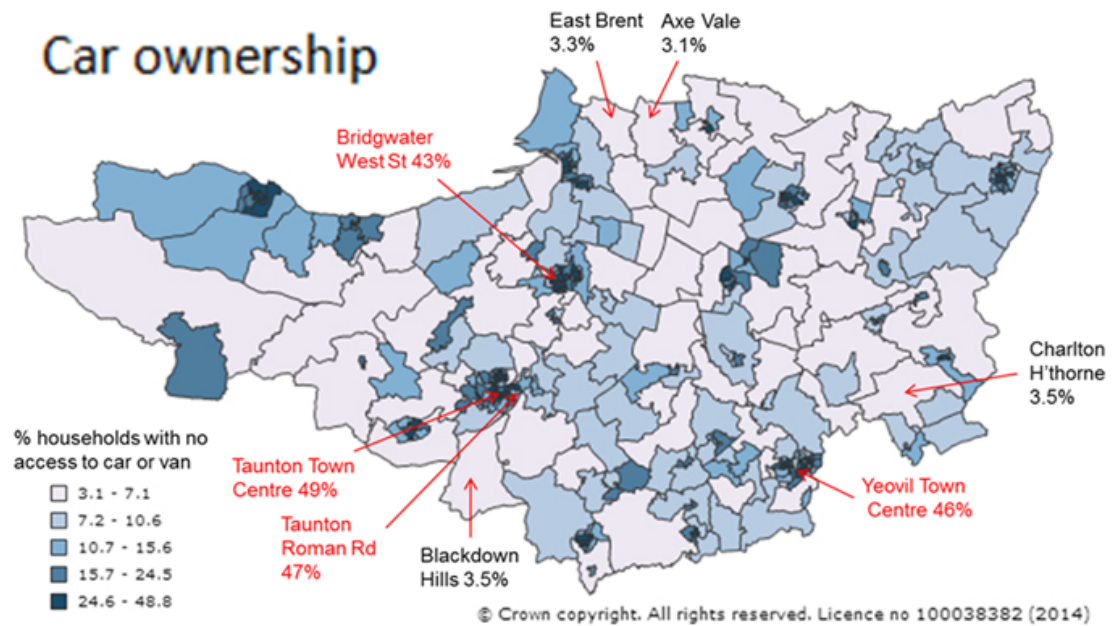 Car ownership
East Brent
3.3%
Axe Vale
3.1%
Bridgwater
West St 43%
Charlton
H'thorne
3.5%
% households with no
access to car or van
3.1 - 7.1
7.2 - 10.6
10.7 - 15.6
15.7 - 24.5
24.6 - 48.8
Taunton Town
Centre 49%
Taunton
Roman Rd
47%
Blackdown
Hills 3.5%
Yeovil Town
Centre 46%
© Crown copyright. All rights reserved. Licence no 100038382 (2014)